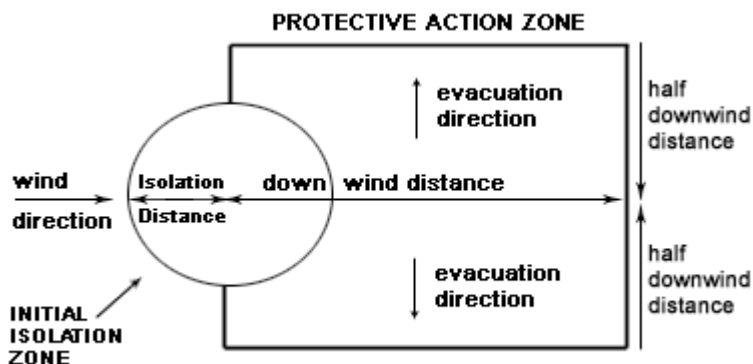 PROTECTIVE ACTION ZONE
evacuation
direction
half
downwind
distance
wind
direction
Isolation
Distance
down wind distance
evacuation
direction
half
downwind
distance
INITIAL
ISOLATION
ZONE